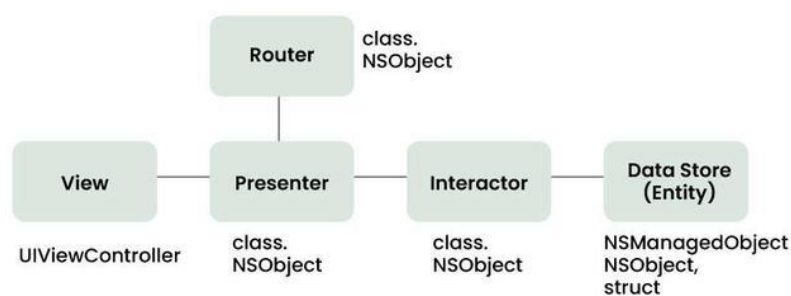 Router
class.
NSObject
View
Presenter
Interactor
Data Store
(Entity)
UIViewController
class.
NSObject
class.
NSObject
NSManagedObject
NSObject,
struct